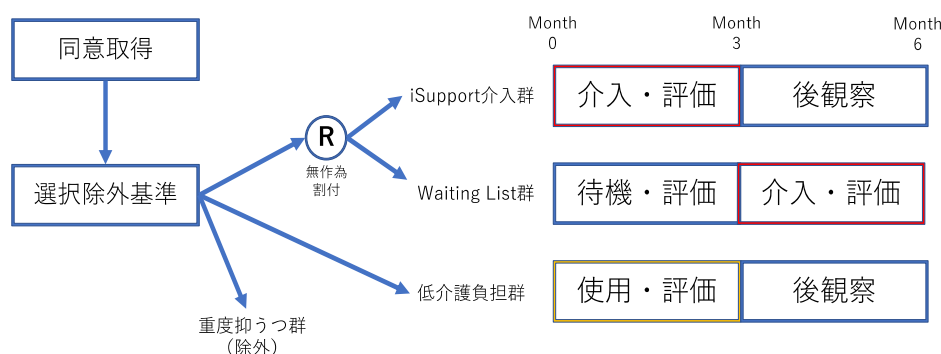 同意取得
選択除外基準
R
無作為
割付
重度抑うつ群
（除外）
iSupport介入群
Waiting List群
低介護負担群
Month
0
Month
3
Month
6
介入・評価
後観察
待機・評価
介入・評価
使用・評価
後観察